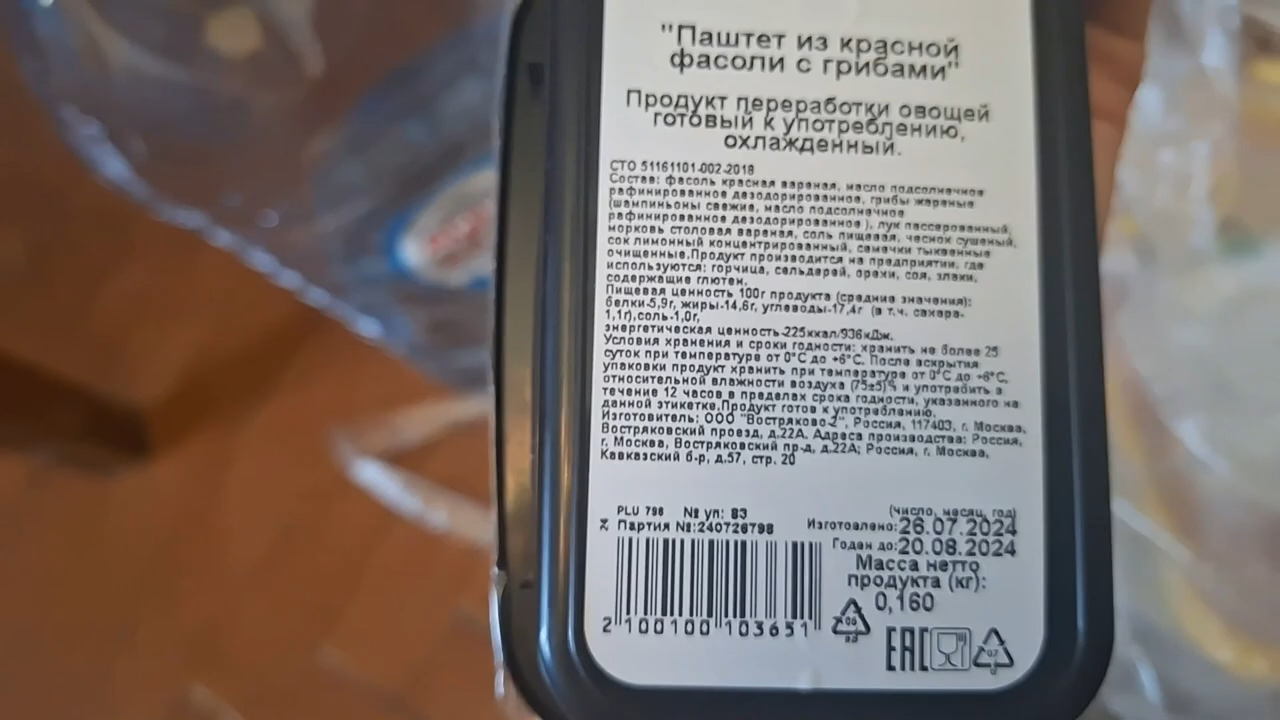 "Паштет из красной
фасоли с грибами"
Продукт переработки овощей
готовый к употреблению,
охлажденный.
СТО 51161101-002-2018
Состав: фасоль красная вареная, масло подсолнечное
рафинированное дезодорированное, грибы жареные
(шампиньоны свежие, масло подсолнечное
рафинированное дезодорированное), лук пассерованный,
морковь столовая вареная, соль пищевая, чеснок сушеный,
сок лимонный концентрированный, семечки тыквенные
очищенные.Продукт производится на предприятии, где
используются: горчица, сельдерей, орехи, соя, злаки,
содержащие глютен.
Пищевая ценность 100г продукта (средние значения):
белки-5,9г, жиры-14,6г, углеводы-17,4г (в т.ч. сахара-
1,1г),соль-1,0г,
энергетическая ценность-225ккал/936кДж.
Условия хранения и сроки годности: хранить не более 25
суток при температуре от 0°С до +6°С. После вскрытия
упаковки продукт хранить при температуре от 0°С до +6°С,
относительной влажности воздуха (75±5)% и употребить в
течение 12 часов в пределах срока годности, указанного на
данной этикетке.Продукт готов к употреблению.
Изготовитель: ООО "Востряково-2", Россия, 117403, г. Москва,
Востряковский проезд, д.22А. Адреса производства: Россия,
г. Москва, Востряковский пр-д, д.22А; Россия, г. Москва,
Кавказский б-р, д.57, стр. 20
PLU 798 № уп: 83
Партия №:240726798
(число, месяц, год)
Изготовлено:26.07.2024
Годен до:20.08.2024
Масса нетто
продукта (кг):
0,160
2 100100 103651
EAC
07